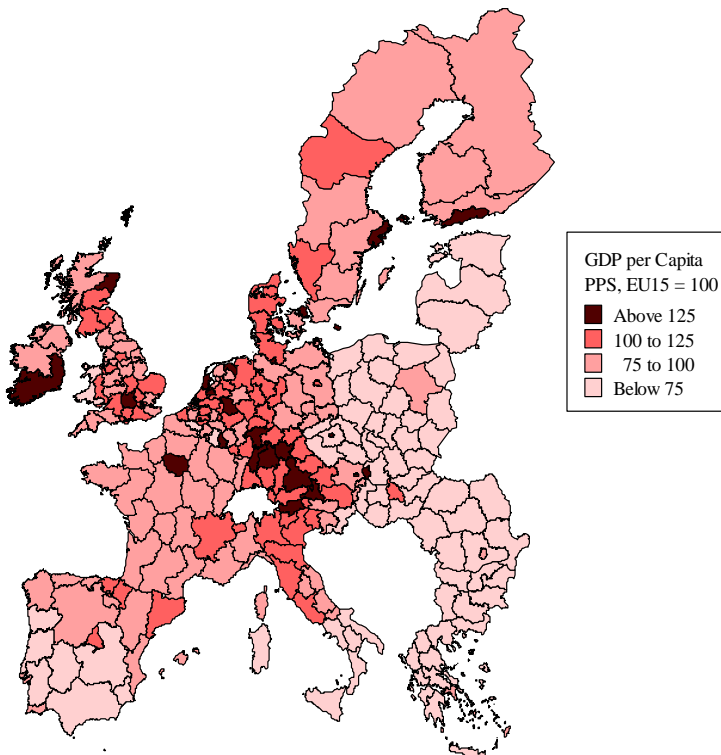 GDP per Capita
PPS, EU15 = 100
Above 125
100 to 125
75 to 100
Below 75